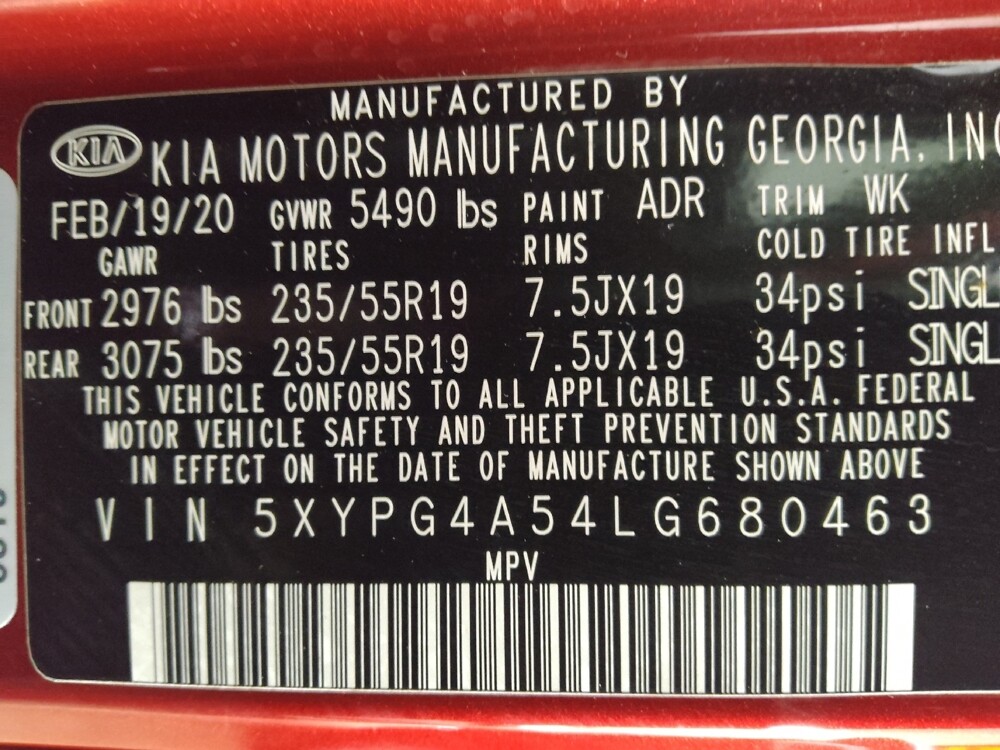 MANUFACTURED BY
KIA KIA MOTORS MANUFACTURING GEORGIA, INC
FEB/19/20 GVWR 5490 lbs PAINT ADR TRIM WK
GAWR TIRES RIMS COLD TIRE INFL
FRONT 2976 lbs 235/55R19 7.5JX19 34psi SINGL
REAR 3075 lbs 235/55R19 7.5JX19 34psi SINGL
THIS VEHICLE CONFORMS TO ALL APPLICABLE U.S.A. FEDERAL
MOTOR VEHICLE SAFETY AND THEFT PREVENTION STANDARDS
IN EFFECT ON THE DATE OF MANUFACTURE SHOWN ABOVE
VIN 5XYPG4A54LG680463
MPV